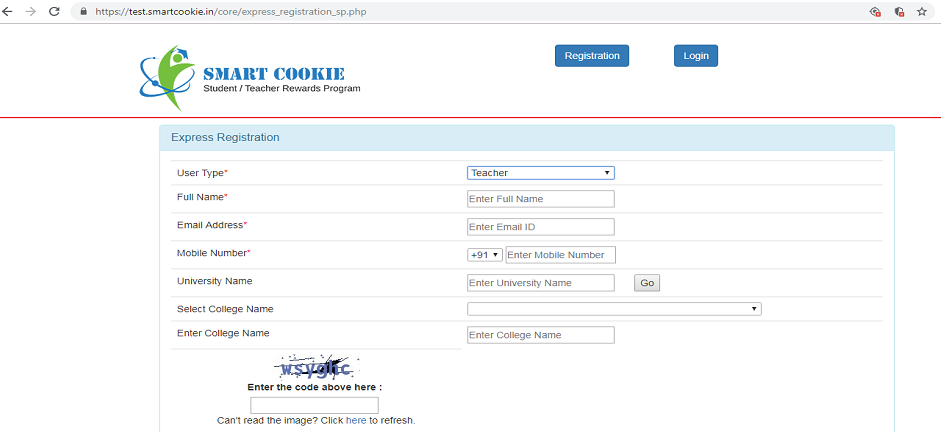 https://test.smartcookie.in/core/express_registration_sp.php
Registration
Login
SMART COOKIE
Student / Teacher Rewards Program
Express Registration
User Type* Teacher
Full Name* Enter Full Name
Email Address* Enter Email ID
Mobile Number* +91 Enter Mobile Number
University Name Enter University Name Go
Select College Name
Enter College Name Enter College Name
Enter the code above here :
Can't read the image? Click here to refresh.